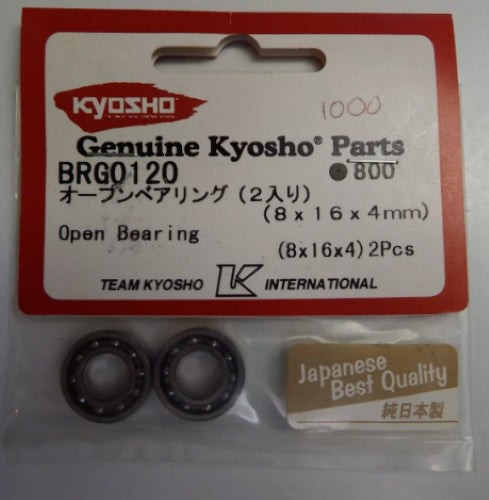 KYOSHO
1000
Genuine Kyosho® Parts
BRG0120 ●800
オープンベアリング (2入り)
(8x16x4mm)
Open Bearing
(8x16x4) 2Pcs
TEAM KYOSHO K INTERNATIONAL
Japanese
Best Quality
純日本製